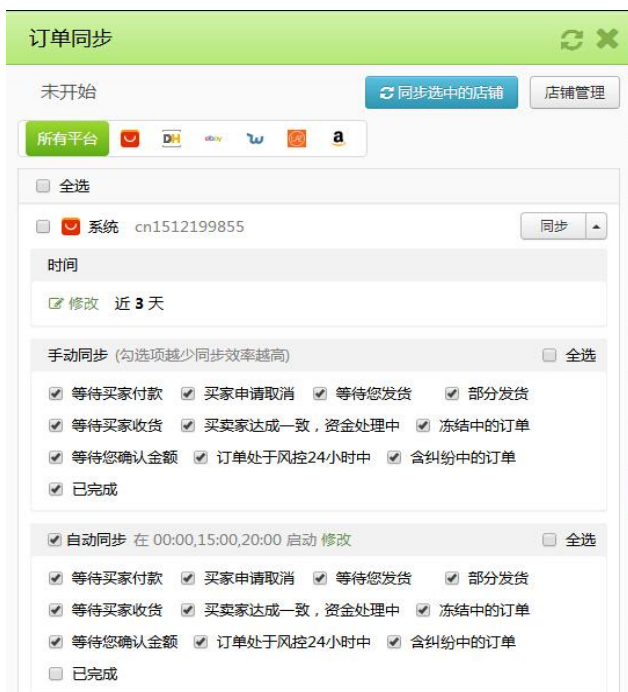 订单同步
未开始 同步选中的店铺 店铺管理
所有平台 DH ebay w a
全选
系统 cn1512199855 同步
时间
修改 近 3 天
手动同步 (勾选项越少同步效率越高) 全选
等待买家付款 买家申请取消 等待您发货 部分发货
等待买家收货 买卖家达成一致，资金处理中 冻结中的订单
等待您确认金额 订单处于风控24小时中 含纠纷中的订单
已完成
自动同步 在 00:00,15:00,20:00 启动 修改 全选
等待买家付款 买家申请取消 等待您发货 部分发货
等待买家收货 买卖家达成一致，资金处理中 冻结中的订单
等待您确认金额 订单处于风控24小时中 含纠纷中的订单
已完成